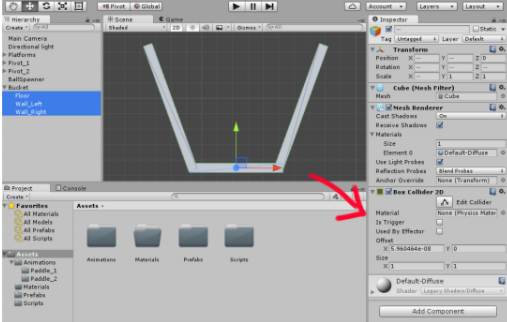 Pivot Global
Account Layers Layout
Hierarchy
Create All
Main Camera
Directional light
Platforms
Pivot_1
Pivot_2
BallSpawner
Bucket
Floor
Wall_Left
Wall_Right
Scene Game
Shaded 2D Gizmos All
Inspector
Static
Tag Untagged Layer Default
Transform
Position X – Y – Z 0
Rotation X – Y – Z –
Scale X – Y 1 Z 1
Cube (Mesh Filter)
Mesh Cube
Mesh Renderer
Cast Shadows On
Receive Shadows
Materials
Size 1
Element 0 Default-Diffuse
Use Light Probes
Reflection Probes Blend Probes
Anchor Override None (Transform)
Box Collider 2D
Edit Collider
Material None (Physics Mater
Is Trigger
Used By Effector
Offset
X 5.960464e-08 Y 0
Size
X 1 Y 1
Default-Diffuse
Shader Legacy Shaders/Diffuse
Add Component
Project Console
Create
Favorites
All Materials
All Models
All Prefabs
All Scripts
Assets
Animations
Paddle_1
Paddle_2
Materials
Prefabs
Scripts
Assets
Animations Materials Prefabs Scripts